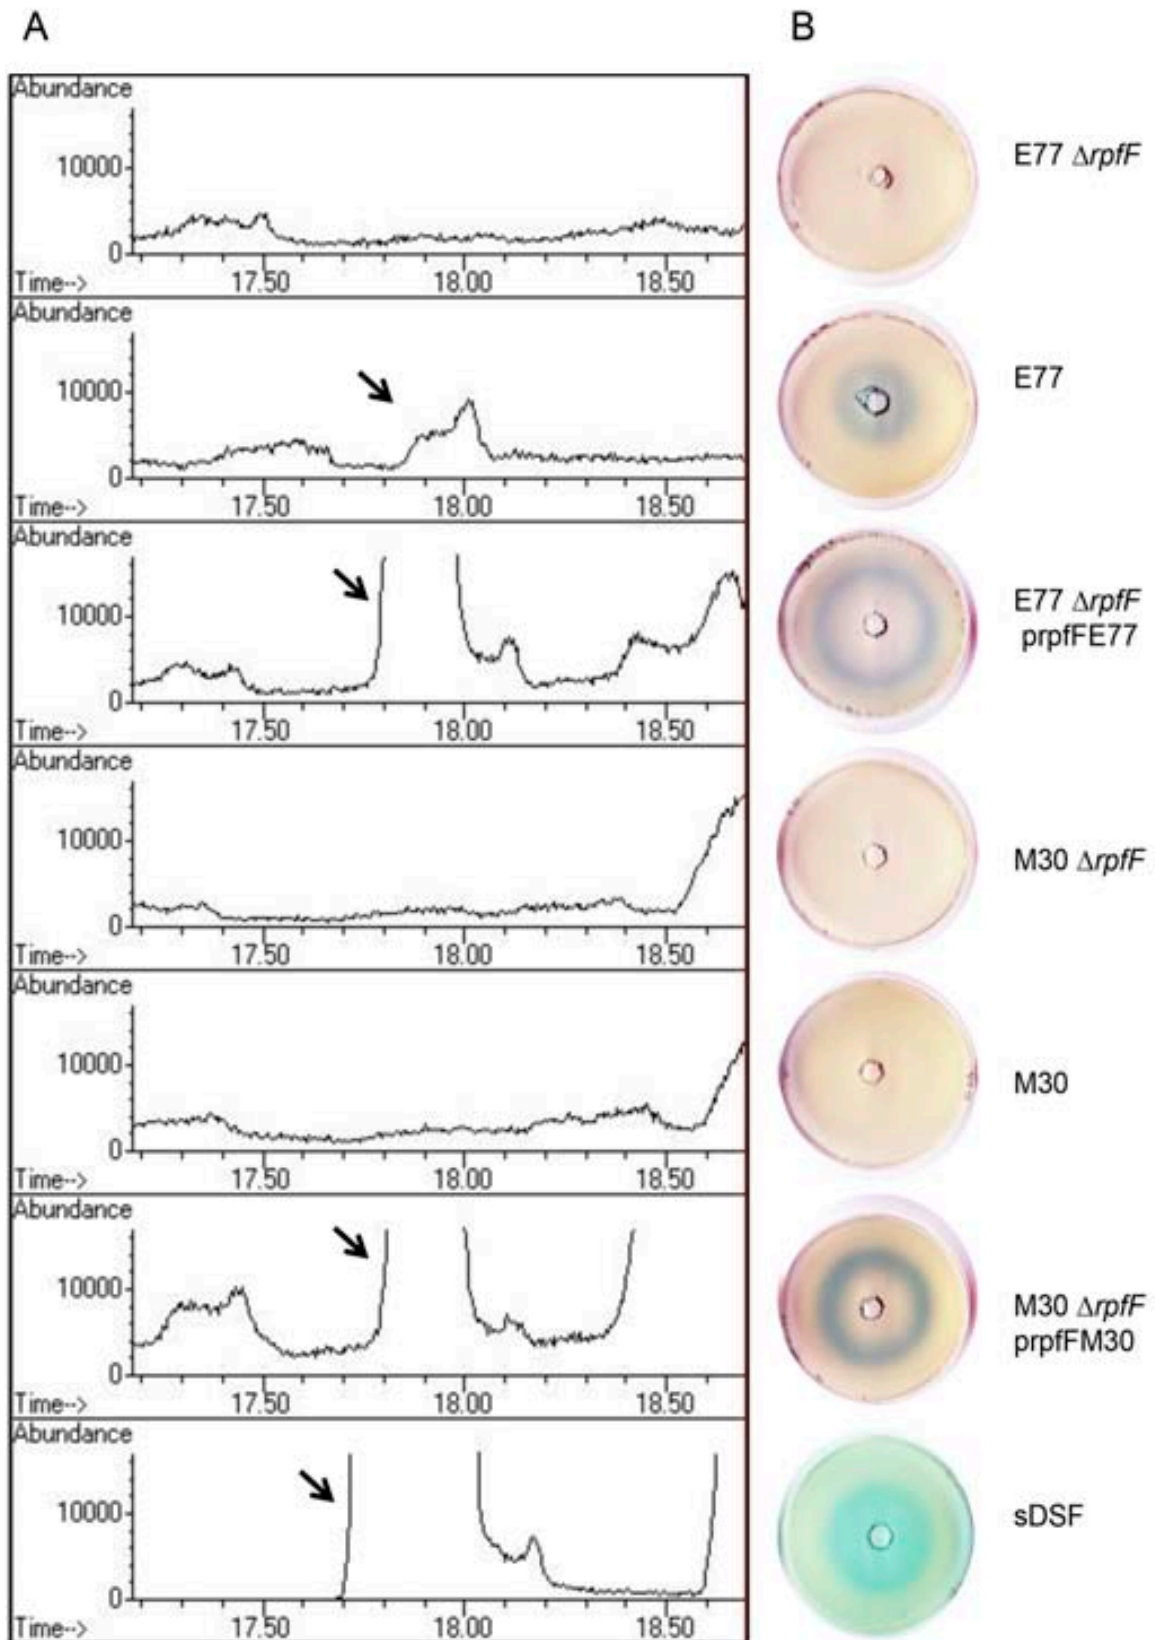 A
B
Abundance
10000
0
Time-->
17.50 18.00 18.50
E77 ΔrpfF
Abundance
10000
0
Time-->
17.50 18.00 18.50
E77
Abundance
10000
0
Time-->
17.50 18.00 18.50
E77 ΔrpfF
prpfFE77
Abundance
10000
0
Time-->
17.50 18.00 18.50
M30 ΔrpfF
Abundance
10000
0
Time-->
17.50 18.00 18.50
M30
Abundance
10000
0
Time-->
17.50 18.00 18.50
M30 ΔrpfF
prpfFM30
Abundance
10000
0
Time-->
17.50 18.00 18.50
sDSF